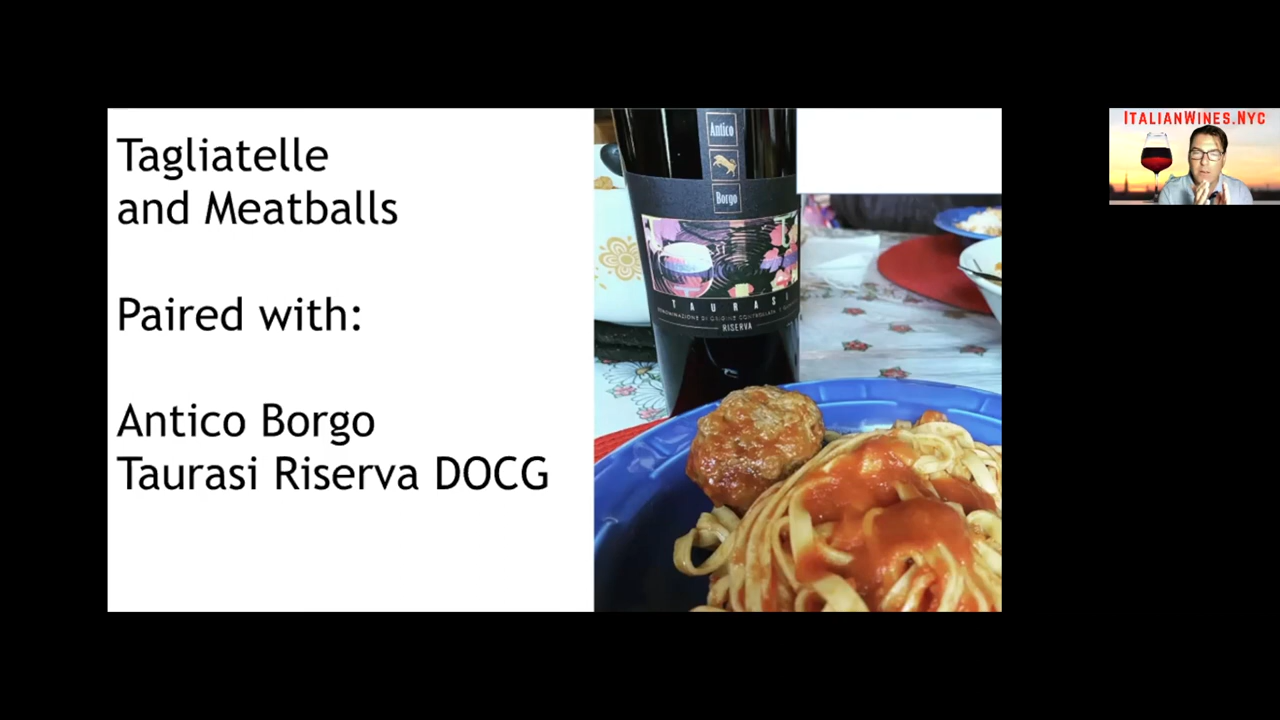 Tagliatelle
and Meatballs
Paired with:
Antico Borgo
Taurasi Riserva DOCG
Antico
Borgo
TAURASI
RISERVA
ITALIANWINES.NYC